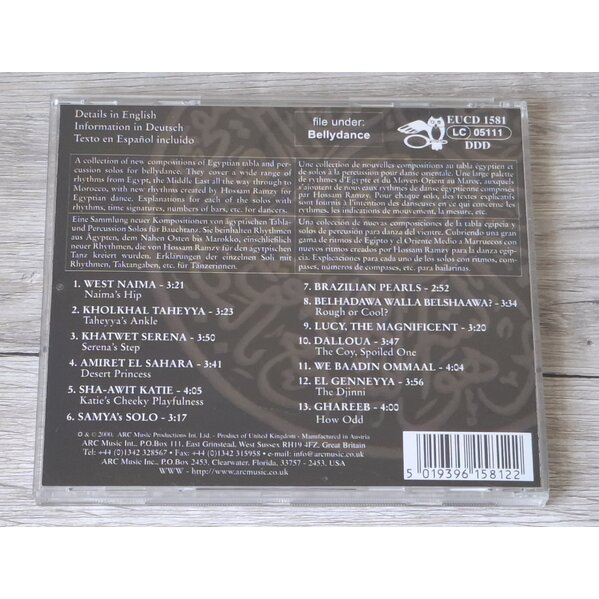 Details in English
Information in Deutsch
Texto en Español incluido
file under:
Bellydance
EUCD 1581
LC 05111
DDD
A collection of new compositions of Egyptian tabla and percussion solos for bellydance. They cover a wide range of
rhythms from Egypt, the Middle East all the way through to
Morocco, with new rhythms created by Hossam Ramzy for
Egyptian dance. Explanations for each of the solos with
rhythms, time signatures, numbers of bars, etc. for dancers.
Eine Sammlung neuer Kompositionen von Ägyptischen Tabla-
und Percussion Solos für Bauchtanz. Sie beinhalten Rhythmen
aus Ägypten, dem Nahen Osten bis Marokko, einschließlich
neuer Rhythmen, die von Hossam Ramzy für den ägyptischen
Tanz kreiert wurden. Erklärungen der einzelnen Soli mit
Rhythmen, Taktangaben, etc. für Tänzerinnen.
Une collection de nouvelles compositions au tabla égyptien et
de solos à la percussion pour danse orientale. Une large palette
de rythmes d'Egypte et du Moyen-Orient au Maroc, auxquels
s'ajoutent de nouveaux rythmes de danse égyptienne composés
par Hossam Ramzy. Pour chaque solo, des textes explicatifs
sont fournis à l'intention des danseuses en ce qui concerne les
rythmes, les indications de mouvement, la mesure, etc.
Una colección de nuevas composiciones de la tabla egipcia y
de solos de percusión para danza del vientre. Cubriendo una gran
gama de ritmos de Egipto y el Oriente Medio a Marruecos con
nuevos ritmos creados por Hossam Ramzy para la danza egip-
cia. Explicaciones para cada uno de los solos con ritmos, compases,
números de compases, etc. para bailarinas.
1. WEST NAIMA - 3:21
Naima's Hip
2. KHOLKHAL TAHEYYA - 3:23
Taheyya's Ankle
3. KHATWET SERENA - 3:50
Serena's Step
4. AMIRET EL SAHARA - 3:41
Desert Princess
5. SHA-AWIT KATIE - 4:05
Katie's Cheeky Playfulness
6. SAMYA's SOLO - 3:17
7. BRAZILIAN PEARLS - 2:52
8. BELHADAWA WALLA BELSHAAWA? - 3:34
Rough or Cool?
9. LUCY, THE MAGNIFICENT - 3:20
10. DALLOUA - 3:47
The Coy, Spoiled One
11. WE BAADIN OMMAAL - 4:04
12. EL GENNEYYA - 3:56
The Djinni
13. GHAREEB - 4:00
How Odd
℗ & © 2000, ARC Music Productions Int. Ltd. - Product of United Kingdom - Manufactured in Austria
ARC Music Inc., P.O. Box 111, East Grinstead, West Sussex RH19 4FZ, Great Britain
Tel: +44 (0)1342 328567 • Fax: +44 (0)1342 315958 • e-mail: info@arcmusic.co.uk
ARC Music Inc., P.O Box 2453, Clearwater, Florida, 33757 - 2453, USA
WWW - http://www.arcmusic.co.uk
5 019396 158122